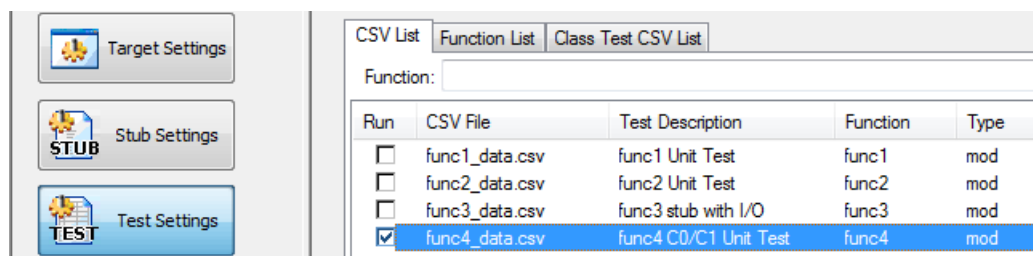 Target Settings
STUB Stub Settings
TEST Test Settings
CSV List Function List Class Test CSV List
Function:
Run CSV File Test Description Function Type
func1_data.csv func1 Unit Test func1 mod
func2_data.csv func2 Unit Test func2 mod
func3_data.csv func3 stub with I/O func3 mod
func4_data.csv func4 C0/C1 Unit Test func4 mod